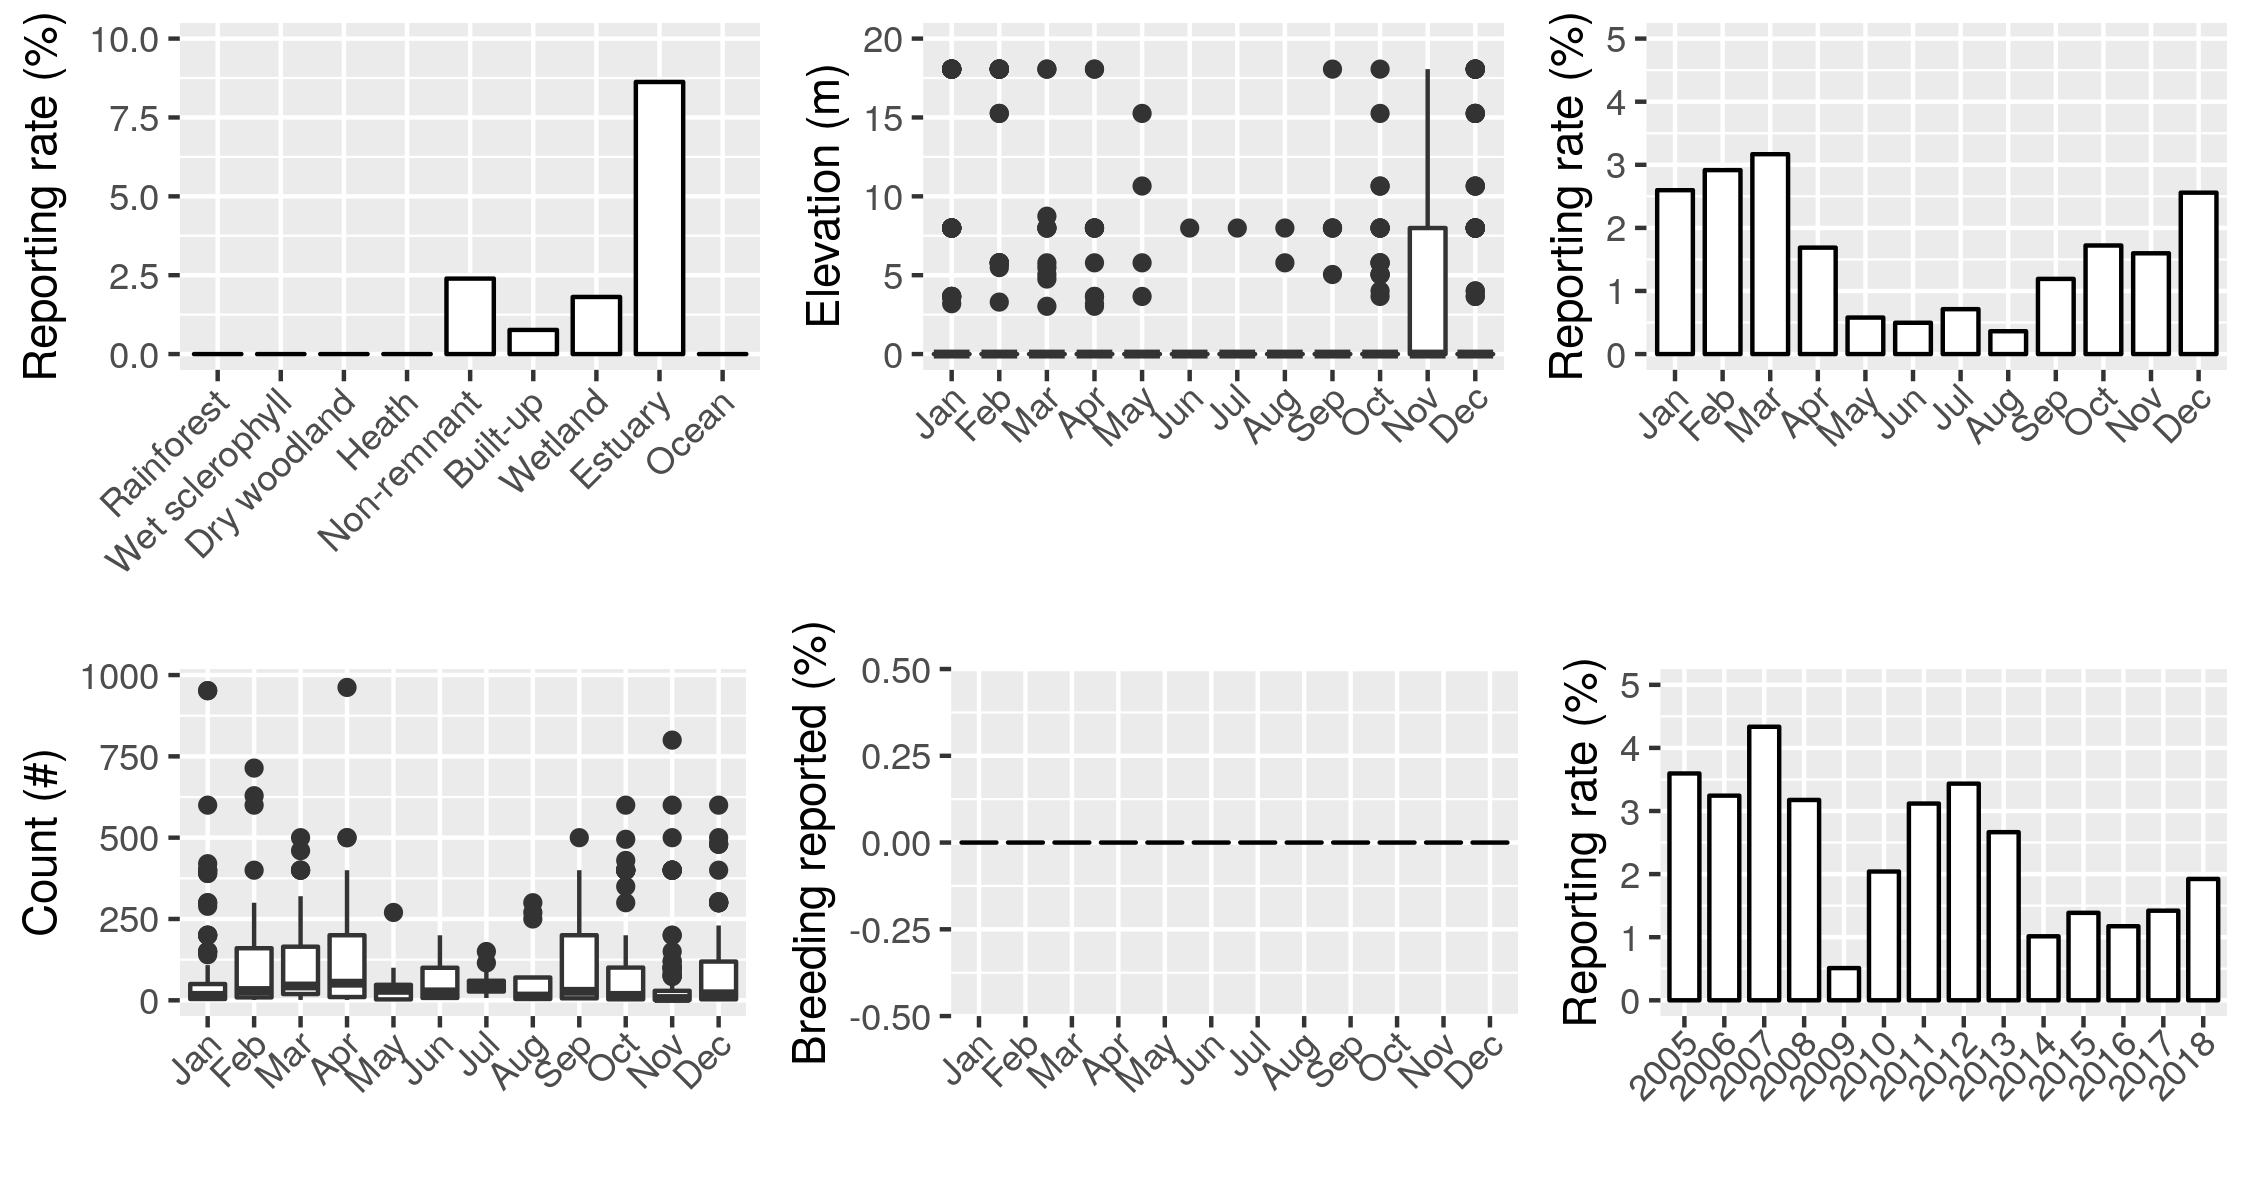 Reporting rate (%)
10.0
7.5
5.0
2.5
0.0
Rainforest
Wet sclerophyll
Dry woodland
Heath
Non-remnant
Built-up
Wetland
Estuary
Ocean
Elevation (m)
20
15
10
5
0
Jan Feb Mar Apr May Jun Jul Aug Sep Oct Nov Dec
Reporting rate (%)
5
4
3
2
1
0
Jan Feb Mar Apr May Jun Jul Aug Sep Oct Nov Dec
Count (#)
1000
750
500
250
0
Jan Feb Mar Apr May Jun Jul Aug Sep Oct Nov Dec
Breeding reported (%)
0.50
0.25
0.00
-0.25
-0.50
Jan Feb Mar Apr May Jun Jul Aug Sep Oct Nov Dec
Reporting rate (%)
5
4
3
2
1
0
2005 2006 2007 2008 2009 2010 2011 2012 2013 2014 2015 2016 2017 2018